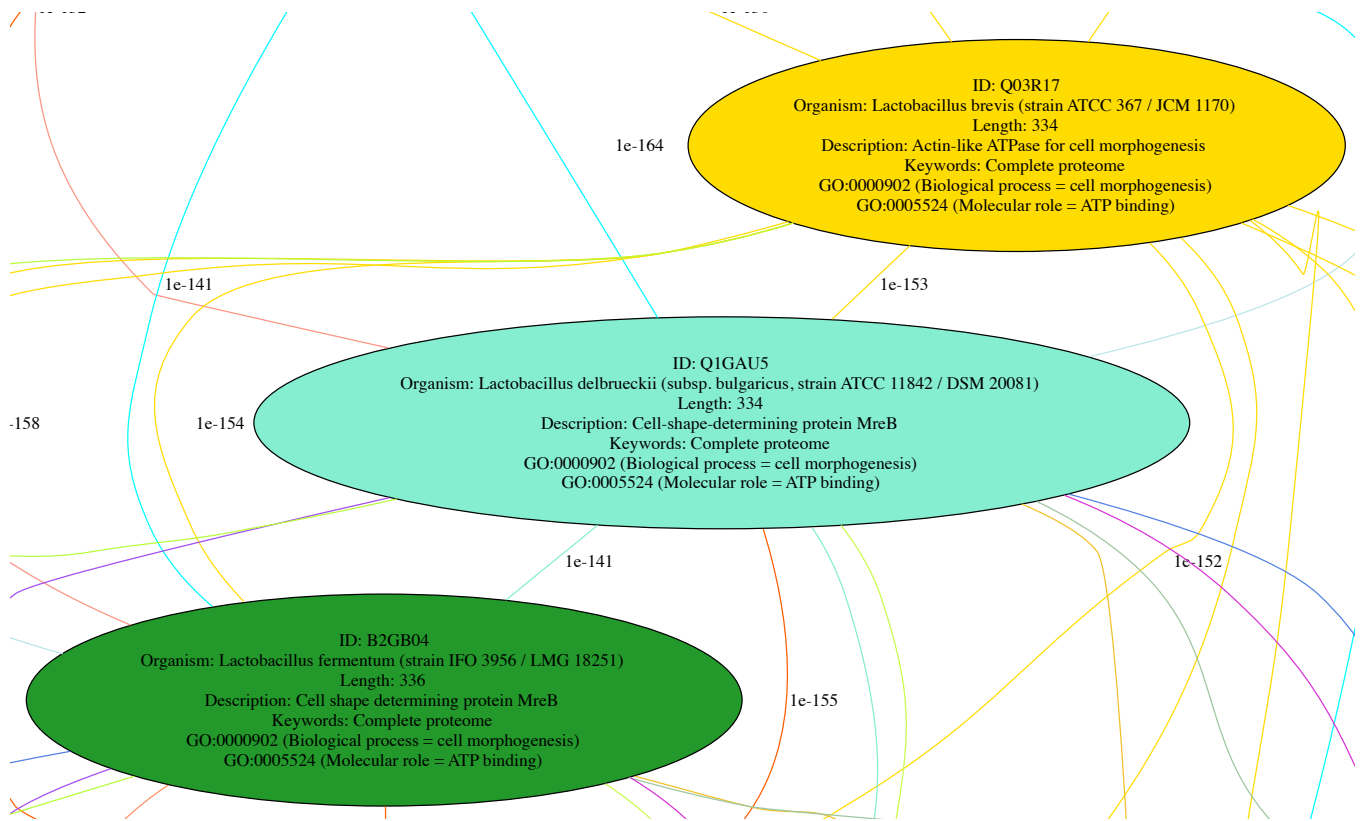 ID: Q03R17
Organism: Lactobacillus brevis (strain ATCC 367 / JCM 1170)
Length: 334
Description: Actin-like ATPase for cell morphogenesis
Keywords: Complete proteome
GO:0000902 (Biological process = cell morphogenesis)
GO:0005524 (Molecular role = ATP binding)
1e-164
1e-141
1e-153
ID: Q1GAU5
Organism: Lactobacillus delbrueckii (subsp. bulgaricus, strain ATCC 11842 / DSM 20081)
Length: 334
Description: Cell-shape-determining protein MreB
Keywords: Complete proteome
GO:0000902 (Biological process = cell morphogenesis)
GO:0005524 (Molecular role = ATP binding)
-158
1e-154
1e-141
1e-152
ID: B2GB04
Organism: Lactobacillus fermentum (strain IFO 3956 / LMG 18251)
Length: 336
Description: Cell shape determining protein MreB
Keywords: Complete proteome
GO:0000902 (Biological process = cell morphogenesis)
GO:0005524 (Molecular role = ATP binding)
1e-155